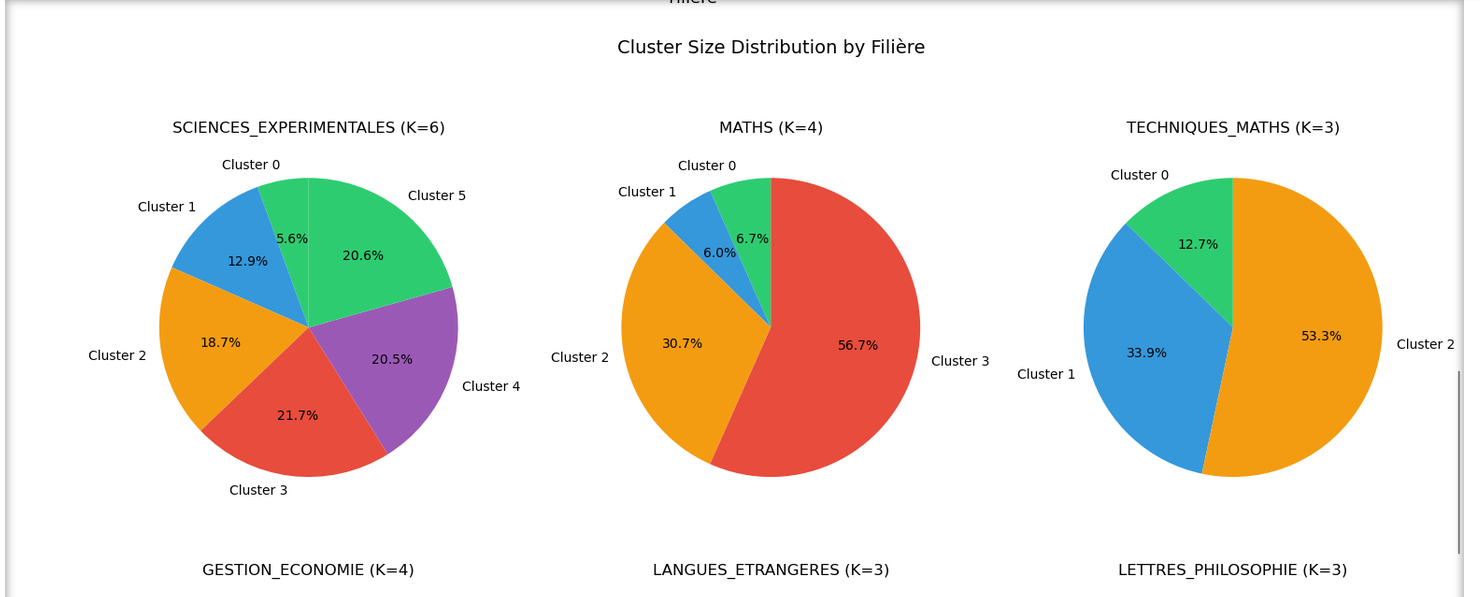 Filière
Cluster Size Distribution by Filière
SCIENCES_EXPERIMENTALES (K=6)
Cluster 0
Cluster 1
Cluster 5
5.6%
12.9%
20.6%
Cluster 2
18.7%
20.5%
Cluster 4
21.7%
Cluster 3
MATHS (K=4)
Cluster 0
Cluster 1
6.7%
6.0%
Cluster 2
30.7%
56.7%
Cluster 3
TECHNIQUES_MATHS (K=3)
Cluster 0
12.7%
53.3%
Cluster 2
33.9%
Cluster 1
GESTION_ECONOMIE (K=4)
LANGUES_ETRANGERES (K=3)
LETTRES_PHILOSOPHIE (K=3)